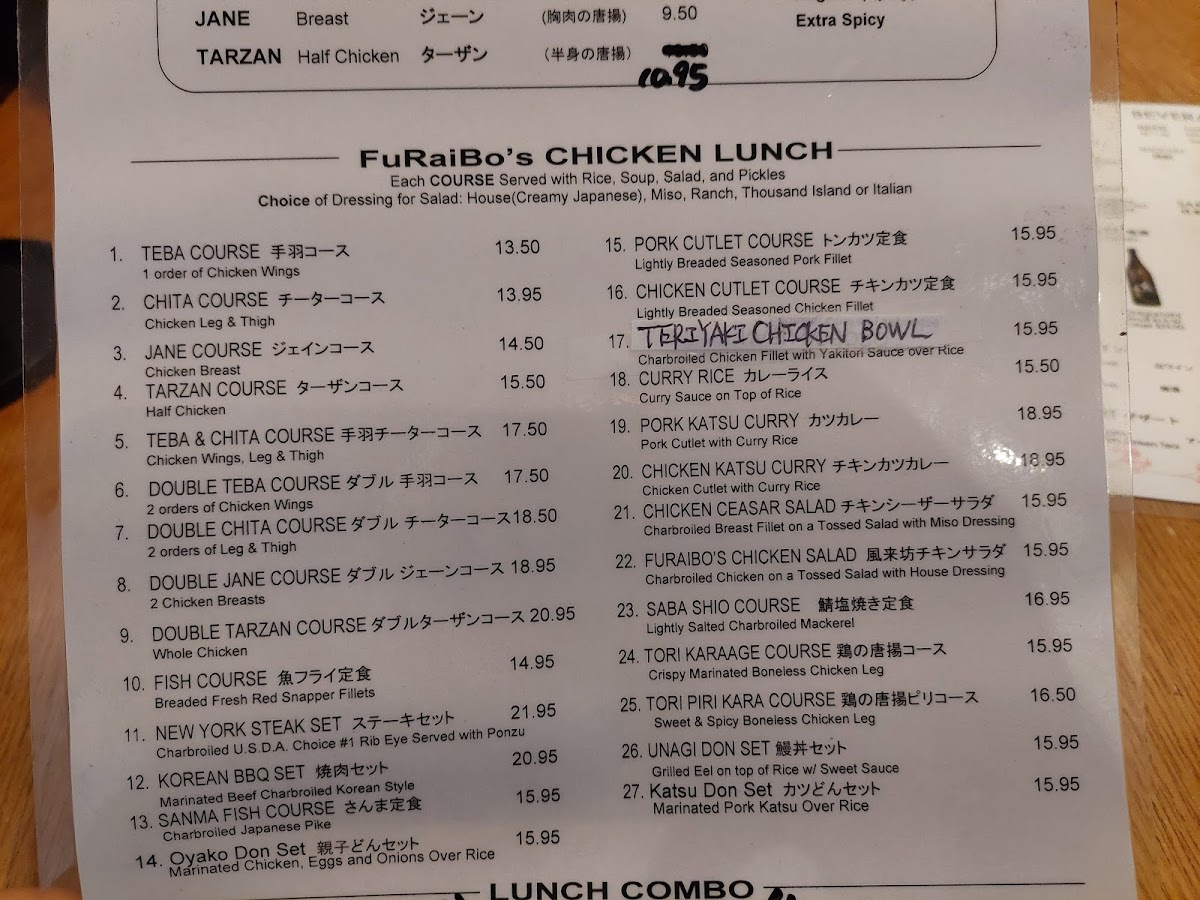 JANE Breast ジェーン (胸肉の唐揚) 9.50
Extra Spicy
TARZAN Half Chicken ターザン (半身の唐揚)
10.95
FuRaiBo's CHICKEN LUNCH
Each COURSE Served with Rice, Soup, Salad, and Pickles
Choice of Dressing for Salad: House(Creamy Japanese), Miso, Ranch, Thousand Island or Italian
1. TEBA COURSE 手羽コース 13.50
1 order of Chicken Wings
2. CHITA COURSE チーターコース 13.95
Chicken Leg & Thigh
3. JANE COURSE ジェインコース 14.50
Chicken Breast
4. TARZAN COURSE ターザンコース 15.50
Half Chicken
5. TEBA & CHITA COURSE 手羽チーターコース 17.50
Chicken Wings, Leg & Thigh
6. DOUBLE TEBA COURSE ダブル 手羽コース 17.50
2 orders of Chicken Wings
7. DOUBLE CHITA COURSE ダブル チーターコース 18.50
2 orders of Leg & Thigh
8. DOUBLE JANE COURSE ダブル ジェーンコース 18.95
2 Chicken Breasts
9. DOUBLE TARZAN COURSE ダブルターザンコース 20.95
Whole Chicken
10. FISH COURSE 魚フライ定食 14.95
Breaded Fresh Red Snapper Fillets
11. NEW YORK STEAK SET ステーキセット 21.95
Charbroiled U.S.D.A. Choice #1 Rib Eye Served with Ponzu
12. KOREAN BBQ SET 焼肉セット 20.95
Marinated Beef Charbroiled Korean Style
13. SANMA FISH COURSE さんま定食 15.95
Charbroiled Japanese Pike
14. Oyako Don Set 親子どんセット 15.95
Marinated Chicken, Eggs and Onions Over Rice
15. PORK CUTLET COURSE トンカツ定食 15.95
Lightly Breaded Seasoned Pork Fillet
16. CHICKEN CUTLET COURSE チキンカツ定食 15.95
Lightly Breaded Seasoned Chicken Fillet
17. TERIYAKI CHICKEN BOWL 15.95
Charbroiled Chicken Fillet with Yakitori Sauce over Rice
18. CURRY RICE カレーライス 15.50
Curry Sauce on Top of Rice
19. PORK KATSU CURRY カツカレー 18.95
Pork Cutlet with Curry Rice
20. CHICKEN KATSU CURRY チキンカツカレー 18.95
Chicken Cutlet with Curry Rice
21. CHICKEN CEASAR SALAD チキンシーザーサラダ 15.95
Charbroiled Breast Fillet on a Tossed Salad with Miso Dressing
22. FURAIBO'S CHICKEN SALAD 風来坊チキンサラダ 15.95
Charbroiled Chicken on a Tossed Salad with House Dressing
23. SABA SHIO COURSE 鯖塩焼き定食 16.95
Lightly Salted Charbroiled Mackerel
24. TORI KARAAGE COURSE 鶏の唐揚コース 15.95
Crispy Marinated Boneless Chicken Leg
25. TORI PIRI KARA COURSE 鶏の唐揚ピリコース 16.50
Sweet & Spicy Boneless Chicken Leg
26. UNAGI DON SET 鰻丼セット 15.95
Grilled Eel on top of Rice w/ Sweet Sauce
27. Katsu Don Set カツどんセット 15.95
Marinated Pork Katsu Over Rice
LUNCH COMBO